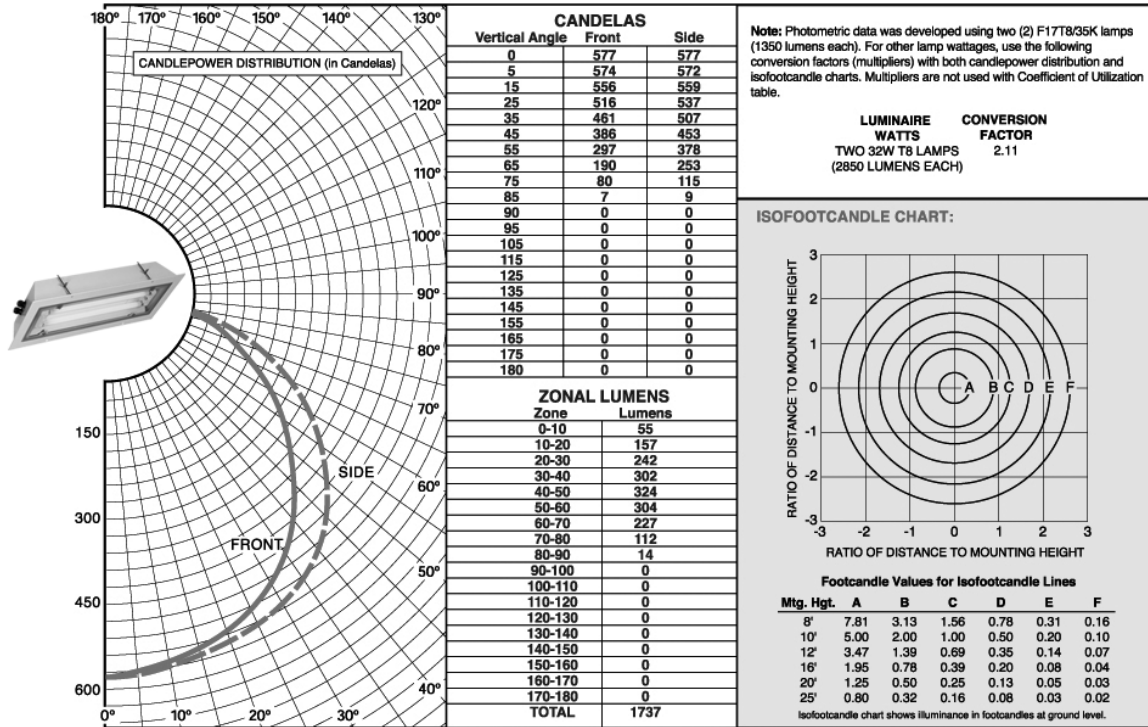 180° 170° 160° 150° 140° 130°
CANDLEPOWER DISTRIBUTION (in Candelas)
120°
110°
100°
90°
80°
70°
60°
50°
40°
150
300
450
600
SIDE
FRONT
0° 10° 20° 30°
CANDELAS
Vertical Angle Front Side
0 577 577
5 574 572
15 556 559
25 516 537
35 461 507
45 386 453
55 297 378
65 190 253
75 80 115
85 7 9
90 0 0
95 0 0
105 0 0
115 0 0
125 0 0
135 0 0
145 0 0
155 0 0
165 0 0
175 0 0
180 0 0
ZONAL LUMENS
Zone Lumens
0-10 55
10-20 157
20-30 242
30-40 302
40-50 324
50-60 304
60-70 227
70-80 112
80-90 14
90-100 0
100-110 0
110-120 0
120-130 0
130-140 0
140-150 0
150-160 0
160-170 0
170-180 0
TOTAL 1737
Note: Photometric data was developed using two (2) F17T8/35K lamps
(1350 lumens each). For other lamp wattages, use the following
conversion factors (multipliers) with both candlepower distribution and
isofootcandle charts. Multipliers are not used with Coefficient of Utilization
table.
LUMINAIRE CONVERSION
WATTS FACTOR
TWO 32W T8 LAMPS 2.11
(2850 LUMENS EACH)
ISOFOOTCANDLE CHART:
RATIO OF DISTANCE TO MOUNTING HEIGHT
3
2
1
0
-1
-2
-3
A B C D E F
-3 -2 -1 0 1 2 3
RATIO OF DISTANCE TO MOUNTING HEIGHT
Footcandle Values for Isofootcandle Lines
Mtg. Hgt. A B C D E F
8' 7.81 3.13 1.56 0.78 0.31 0.16
10' 5.00 2.00 1.00 0.50 0.20 0.10
12' 3.47 1.39 0.69 0.35 0.14 0.07
16' 1.95 0.78 0.39 0.20 0.08 0.04
20' 1.25 0.50 0.25 0.13 0.05 0.03
25' 0.80 0.32 0.16 0.08 0.03 0.02
Isofootcandle chart shows illuminance in footcandles at ground level.